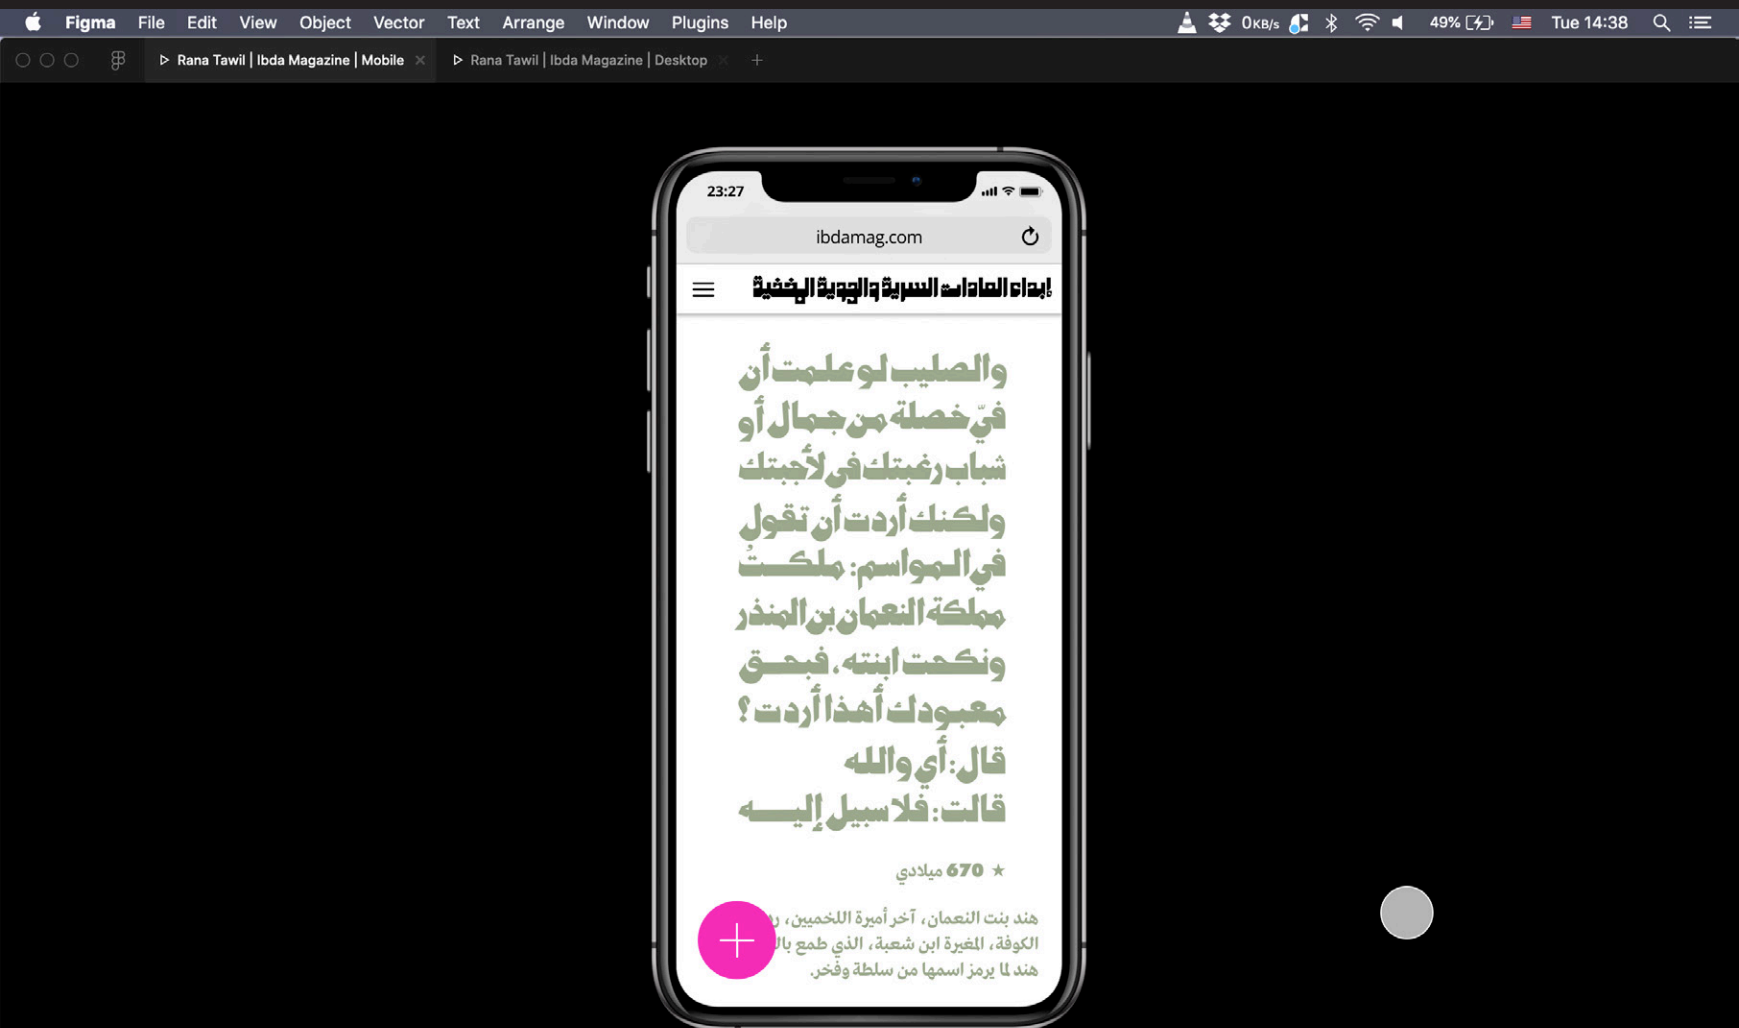 Figma File Edit View Object Vector Text Arrange Window Plugins Help 0KB/s 49% Tue 14:38
Rana Tawil | Ibda Magazine | Mobile Rana Tawil | Ibda Magazine | Desktop
23:27
ibdamag.com
إبداء العادات السرية والجدية المخفية
والصليب لو علمت أن
فيّ خصلة من جمال أو
شباب رغبتك في لأجبتك
ولكنك أردت أن تقول
في المواسم: ملكتُ
مملكة النعمان بن المنذر
ونكحت ابنته، فبحق
معبودك أهذا أردت؟
قال: أي والله
قالت: فلا سبيل إليه
★ 670 ميلادي
هند بنت النعمان، آخر أميرة اللخميين،
الكوفة، المغيرة ابن شعبة، الذي طمع
هند لما يرمز اسمها من سلطة وفخر.